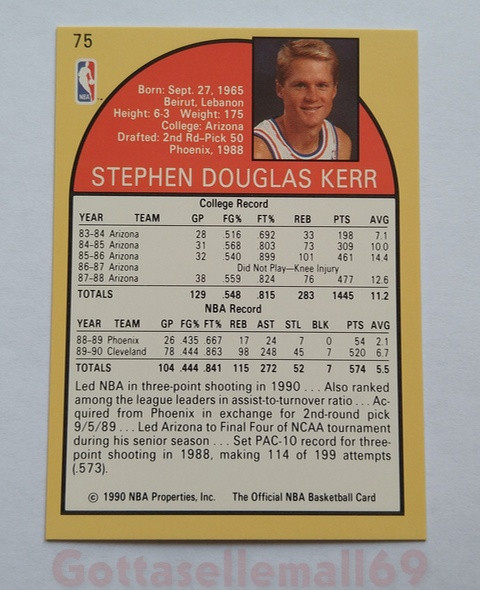 75
NBA
Born: Sept. 27, 1965
Beirut, Lebanon
Height: 6-3 Weight: 175
College: Arizona
Drafted: 2nd Rd-Pick 50
Phoenix, 1988
STEPHEN DOUGLAS KERR
College Record
YEAR TEAM GP FG% FT% REB PTS AVG
83-84 Arizona 28 .516 .692 33 198 7.1
84-85 Arizona 31 .568 .803 73 309 10.0
85-86 Arizona 32 .540 .899 101 461 14.4
86-87 Arizona Did Not Play—Knee Injury
87-88 Arizona 38 .559 .824 76 477 12.6
TOTALS 129 .548 .815 283 1445 11.2
NBA Record
YEAR TEAM GP FG% FT% REB AST STL BLK PTS AVG
88-89 Phoenix 26 .435 .667 17 24 7 0 54 2.1
89-90 Cleveland 78 .444 .863 98 248 45 7 520 6.7
TOTALS 104 .444 .841 115 272 52 7 574 5.5
Led NBA in three-point shooting in 1990 . . . Also ranked
among the league leaders in assist-to-turnover ratio . . . Ac-
quired from Phoenix in exchange for 2nd-round pick
9/5/89 . . . Led Arizona to Final Four of NCAA tournament
during his senior season . . . Set PAC-10 record for three-
point shooting in 1988, making 114 of 199 attempts
(.573).
© 1990 NBA Properties, Inc. The Official NBA Basketball Card
Gottasellemall69